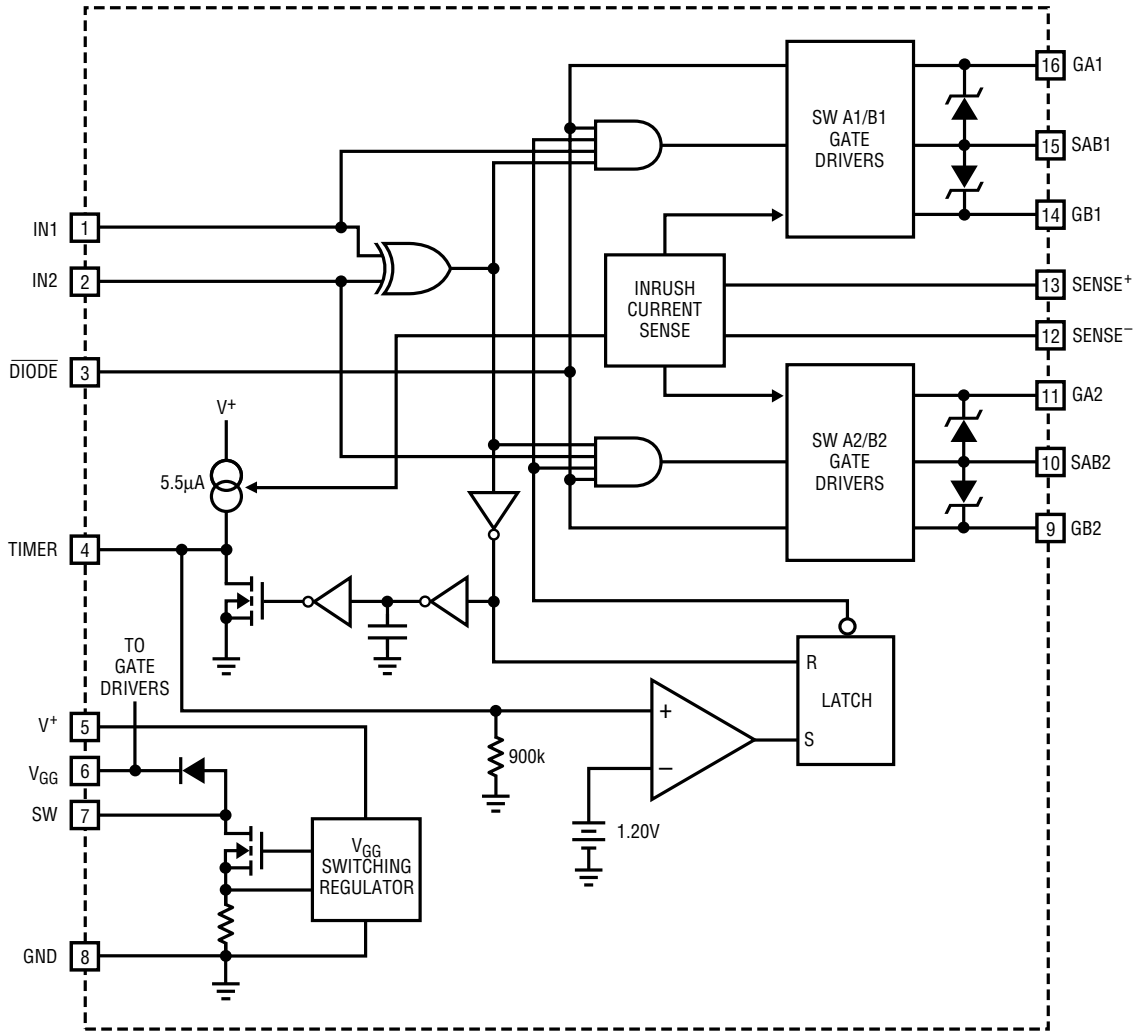 16 GA1
SW A1/B1
GATE
DRIVERS
15 SAB1
14 GB1
IN1 1
IN2 2
INRUSH
CURRENT
SENSE
13 SENSE+
12 SENSE−
DIODE 3
V+
5.5µA
11 GA2
SW A2/B2
GATE
DRIVERS
10 SAB2
9 GB2
TIMER 4
TO
GATE
DRIVERS
R
LATCH
S
+
−
V+ 5
900k
VGG 6
SW 7
1.20V
VGG
SWITCHING
REGULATOR
GND 8